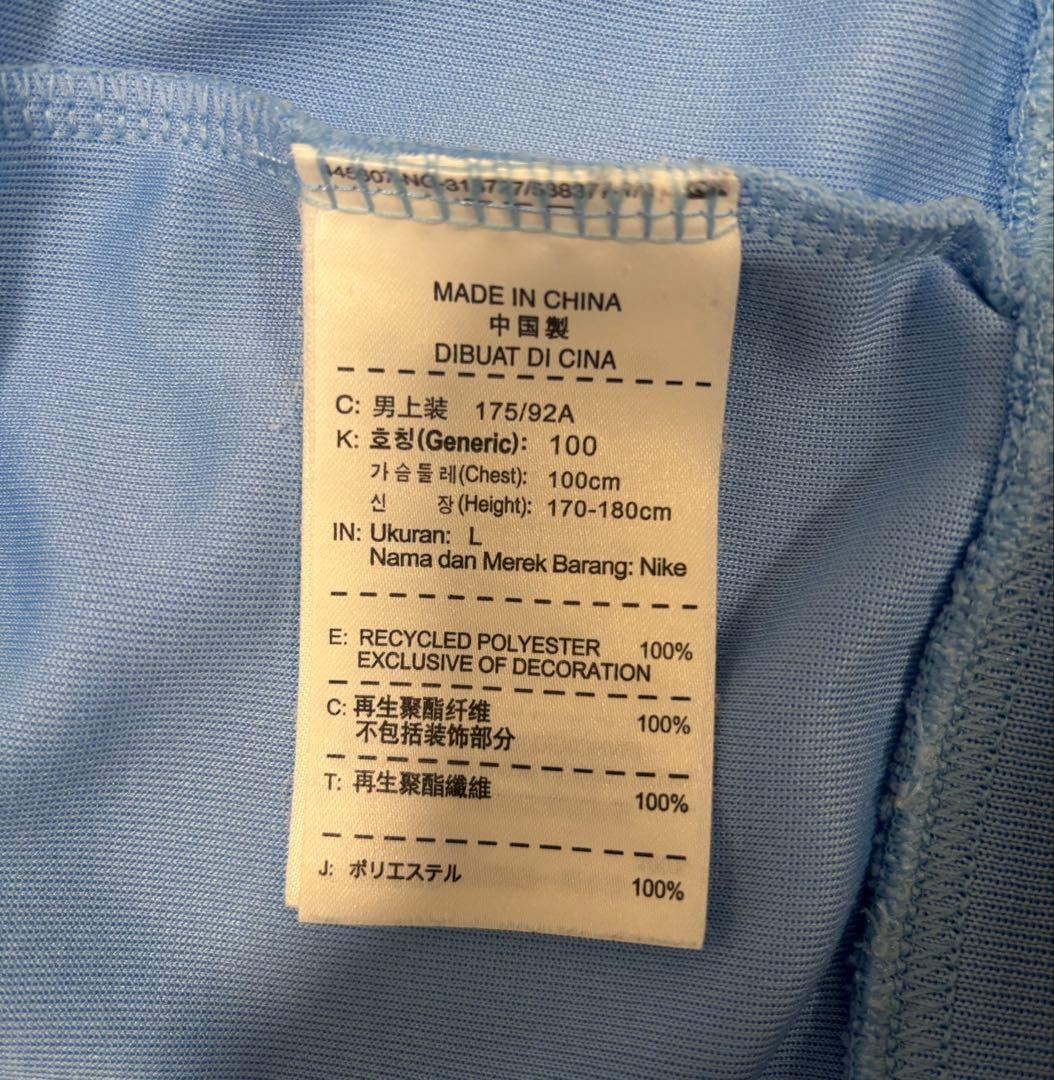 MADE IN CHINA
中国製
DIBUAT DI CINA
C: 男上装 175/92A
K: 호칭(Generic): 100
가슴둘레(Chest): 100cm
신 장(Height): 170-180cm
IN: Ukuran: L
Nama dan Merek Barang: Nike
E: RECYCLED POLYESTER 100%
EXCLUSIVE OF DECORATION
C: 再生聚酯纤维 100%
不包括装饰部分
T: 再生聚酯纖維 100%
J: ポリエステル 100%